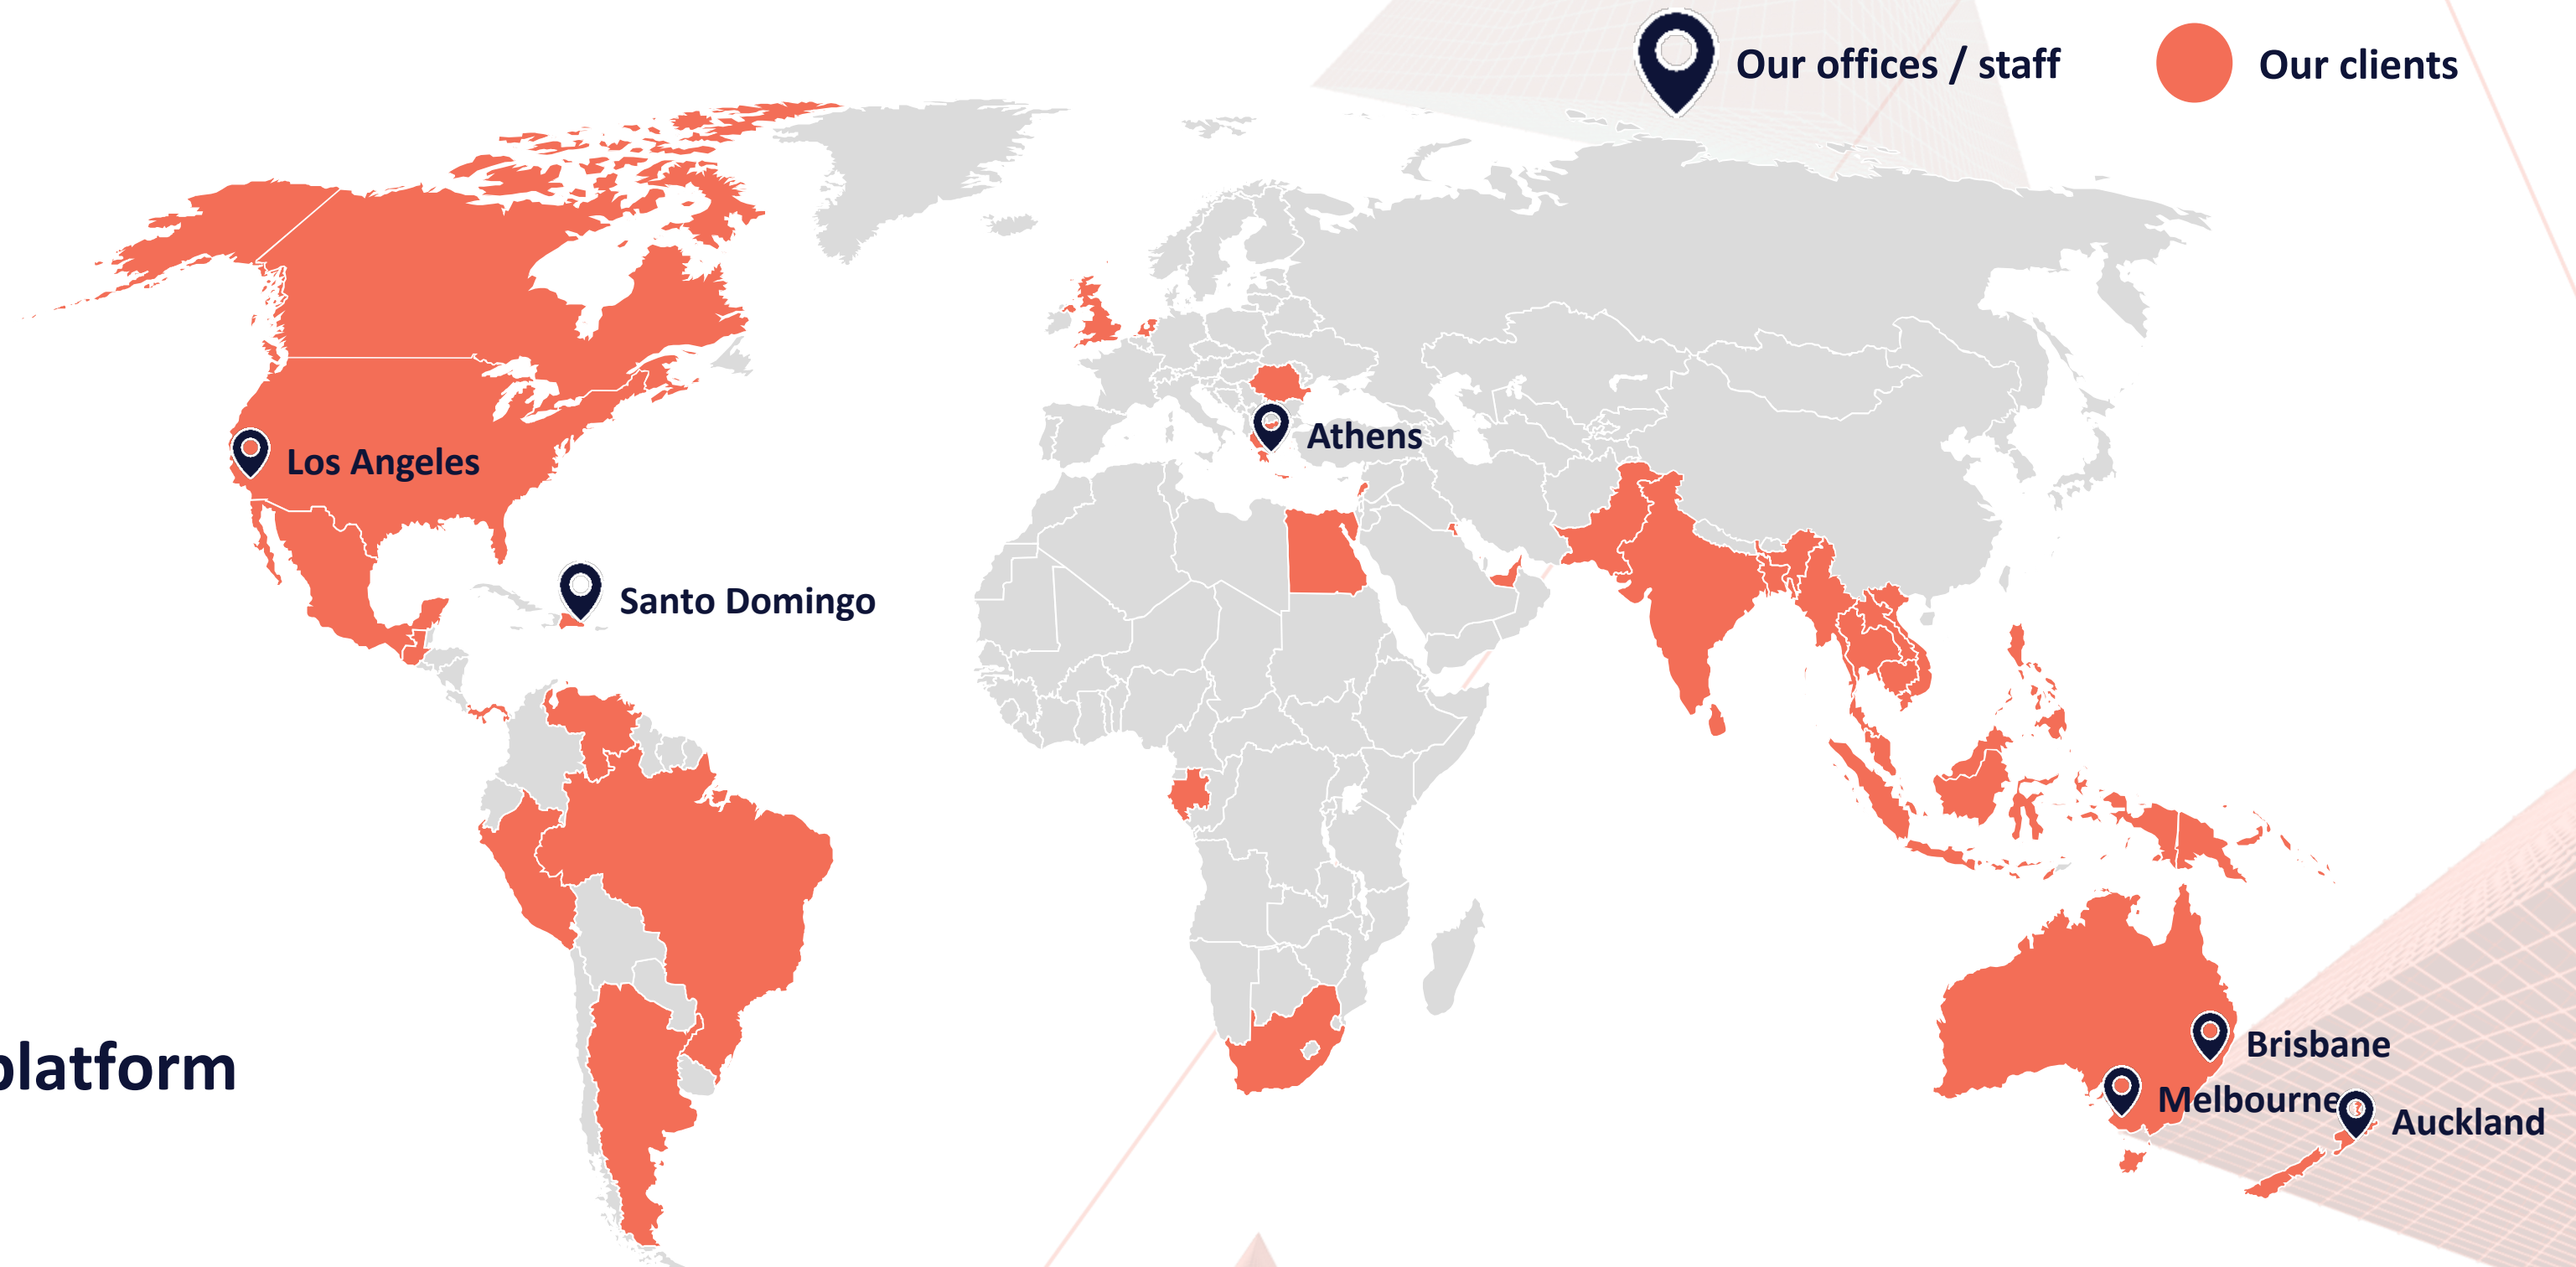 Our offices / staff
Our clients
Los Angeles
Athens
Santo Domingo
Brisbane
Melbourne
Auckland
platform